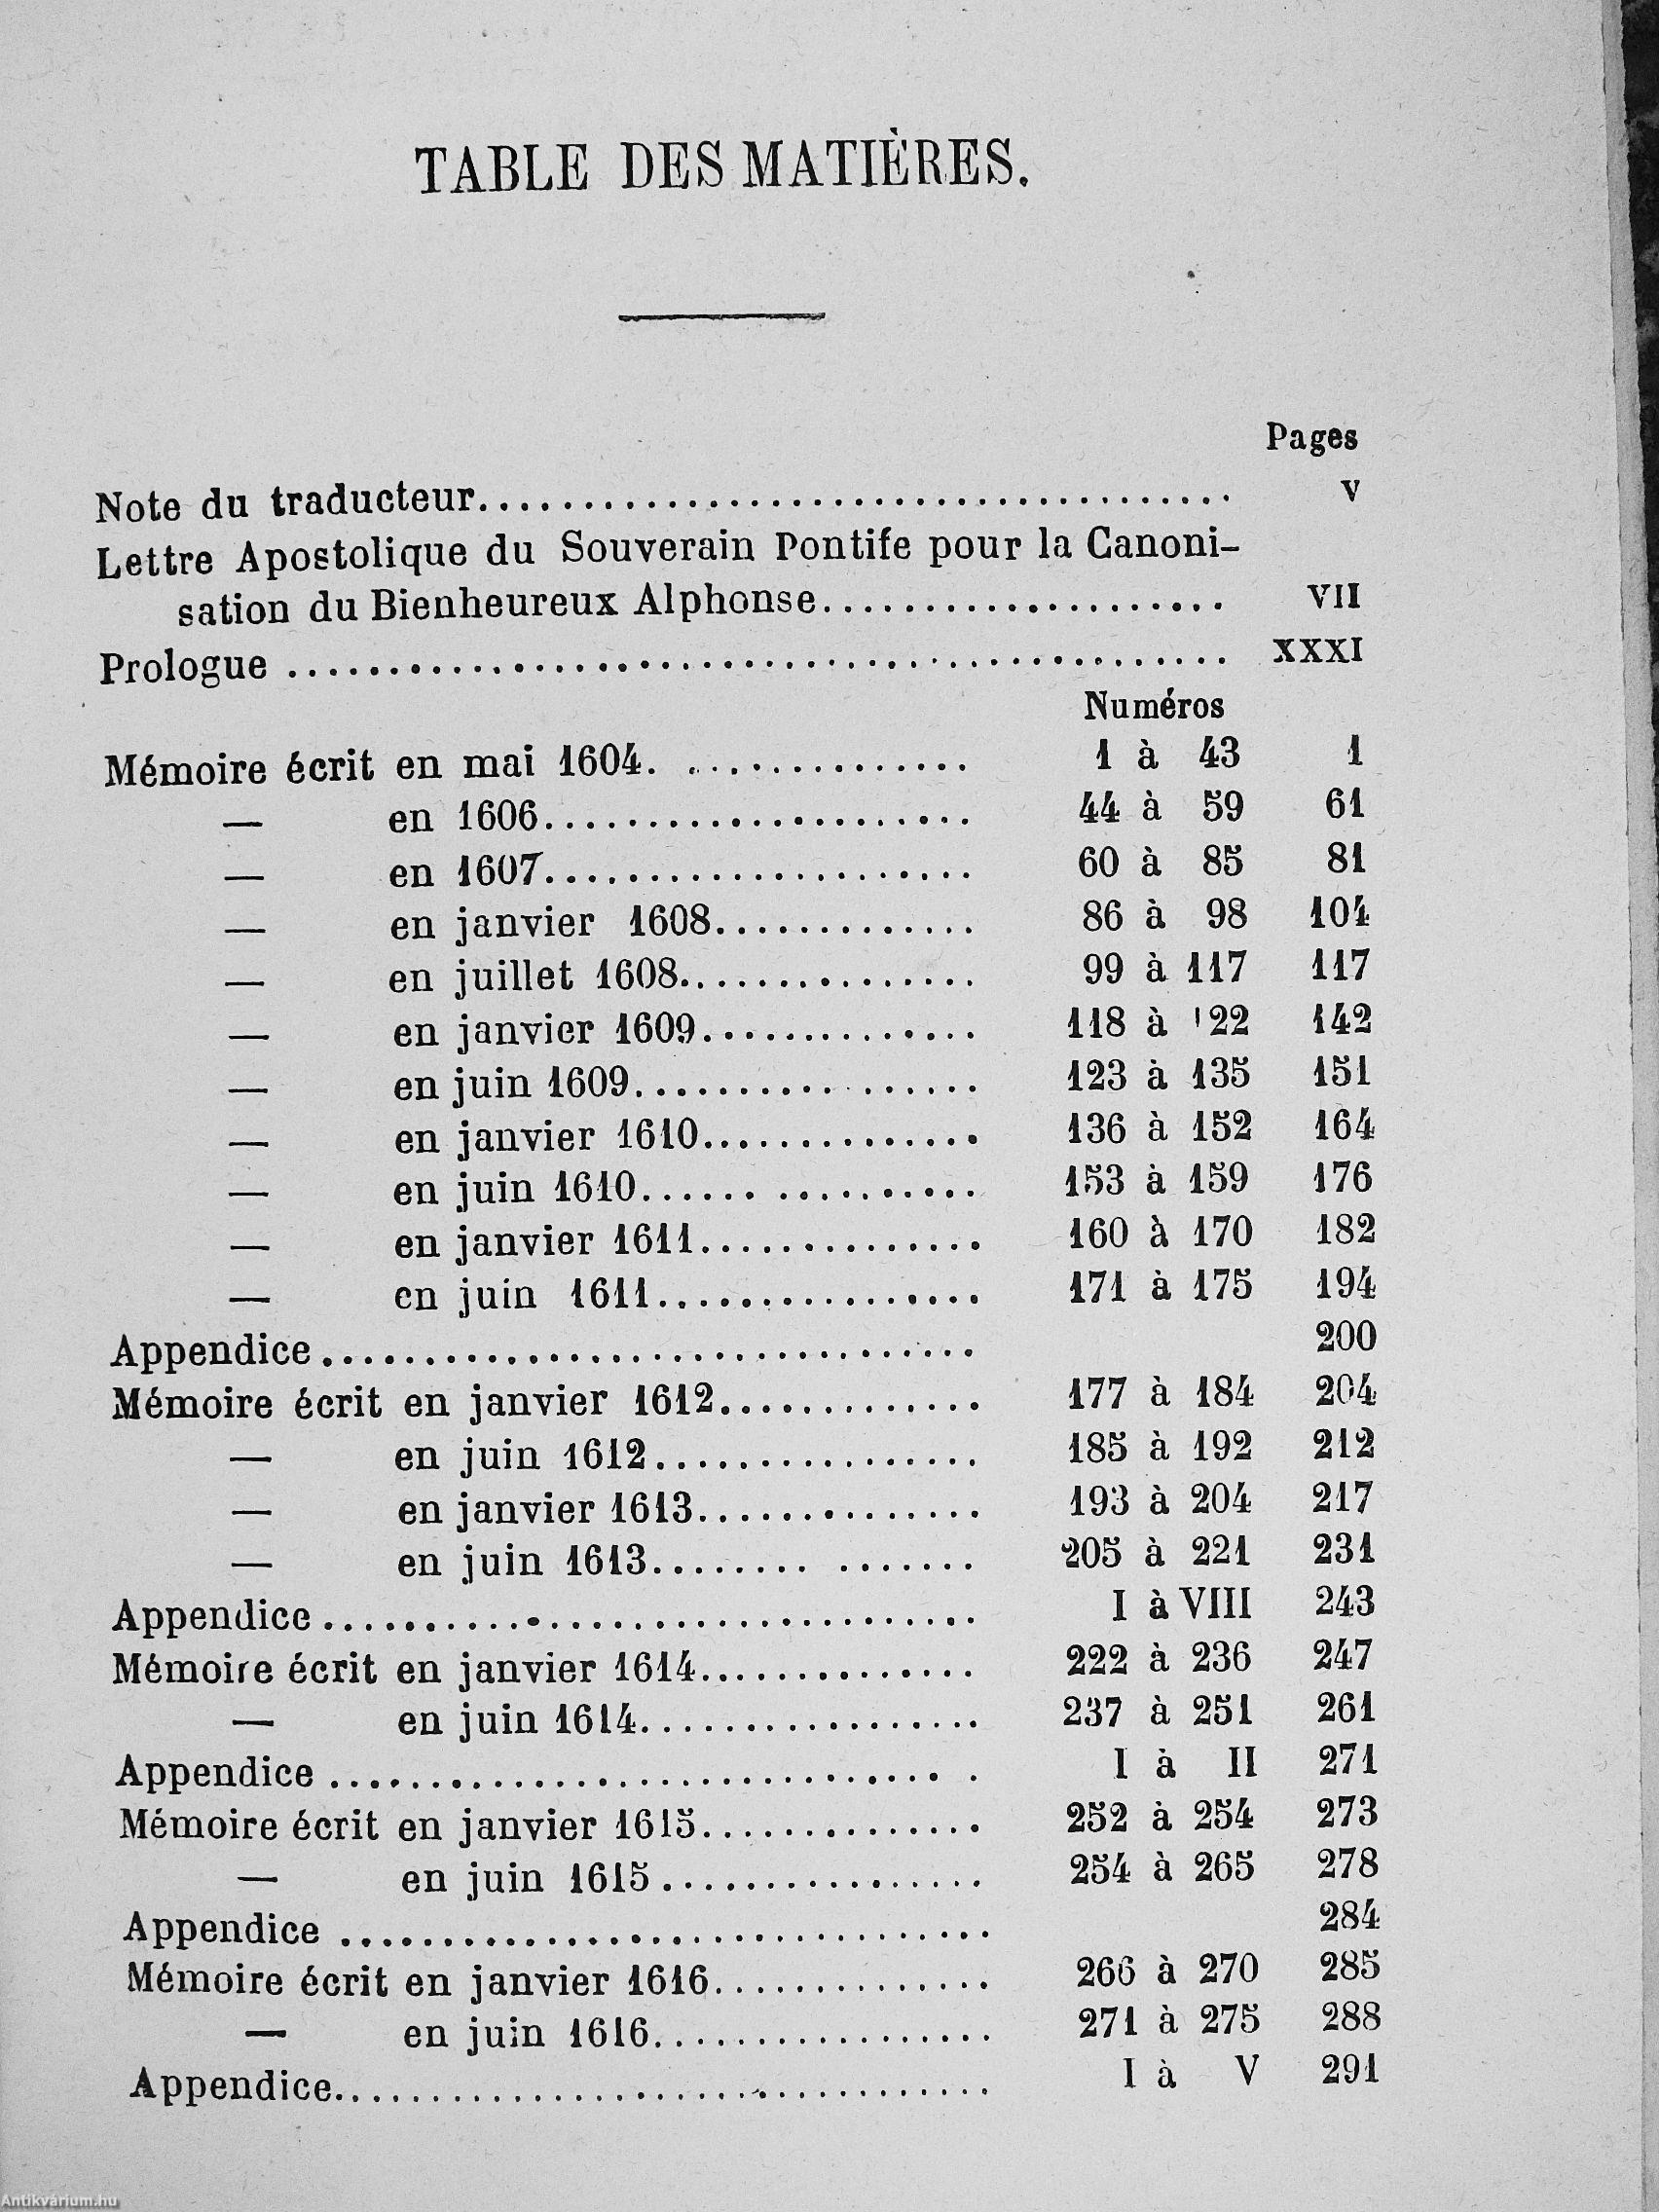 TABLE DES MATIÈRES.
Pages
Note du traducteur..................................... V
Lettre Apostolique du Souverain Pontife pour la Canoni-
sation du Bienheureux Alphonse.................... VII
Prologue .............................................. XXXI
Numéros
Mémoire écrit en mai 1604. .............. 1 à 43 1
— en 1606..................... 44 à 59 61
— en 1607..................... 60 à 85 81
— en janvier 1608............. 86 à 98 104
— en juillet 1608............... 99 à 117 117
— en janvier 1609.............. 118 à 122 142
— en juin 1609................. 123 à 135 151
— en janvier 1610.............. 136 à 152 164
— en juin 1610...... .......... 153 à 159 176
— en janvier 1611.............. 160 à 170 182
— en juin 1611................ 171 à 175 194
Appendice ................................ 200
Mémoire écrit en janvier 1612............. 177 à 184 204
— en juin 1612................ 185 à 192 212
— en janvier 1613.............. 193 à 204 217
— en juin 1613........ ....... 205 à 221 231
Appendice ................................ I à VIII 243
Mémoire écrit en janvier 1614.............. 222 à 236 247
— en juin 1614................. 237 à 251 261
Appendice .............................. . I à II 271
Mémoire écrit en janvier 1615.............. 252 à 254 273
— en juin 1615................ 254 à 265 278
Appendice ................................ 284
Mémoire écrit en janvier 1616.............. 266 à 270 285
— en juin 1616................. 271 à 275 288
Appendice................................ I à V 291
Antikvárium.hu